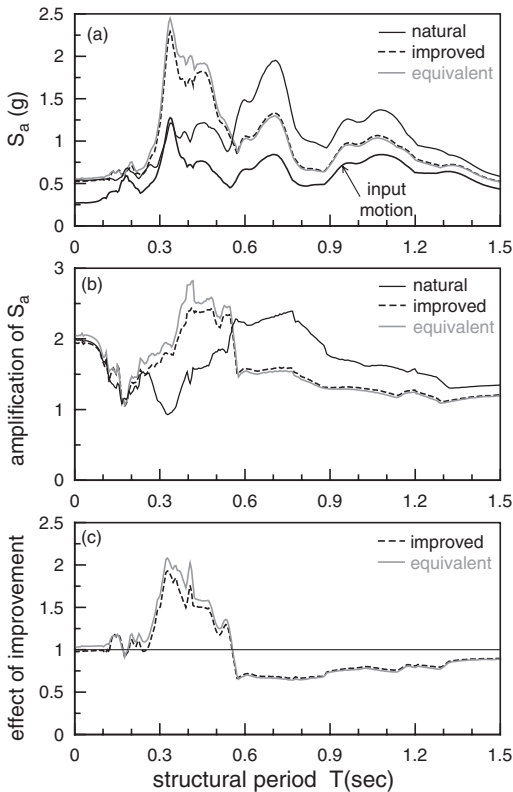 2.5
(a)
natural
improved
equivalent
2
1.5
1
0.5
0
Sa (g)
input
motion
0 0.3 0.6 0.9 1.2 1.5
3
(b)
natural
improved
equivalent
2
1
0
amplification of Sa
0 0.3 0.6 0.9 1.2 1.5
2.5
(c)
improved
equivalent
2
1.5
1
0.5
0
effect of improvement
0 0.3 0.6 0.9 1.2 1.5
structural period T(sec)